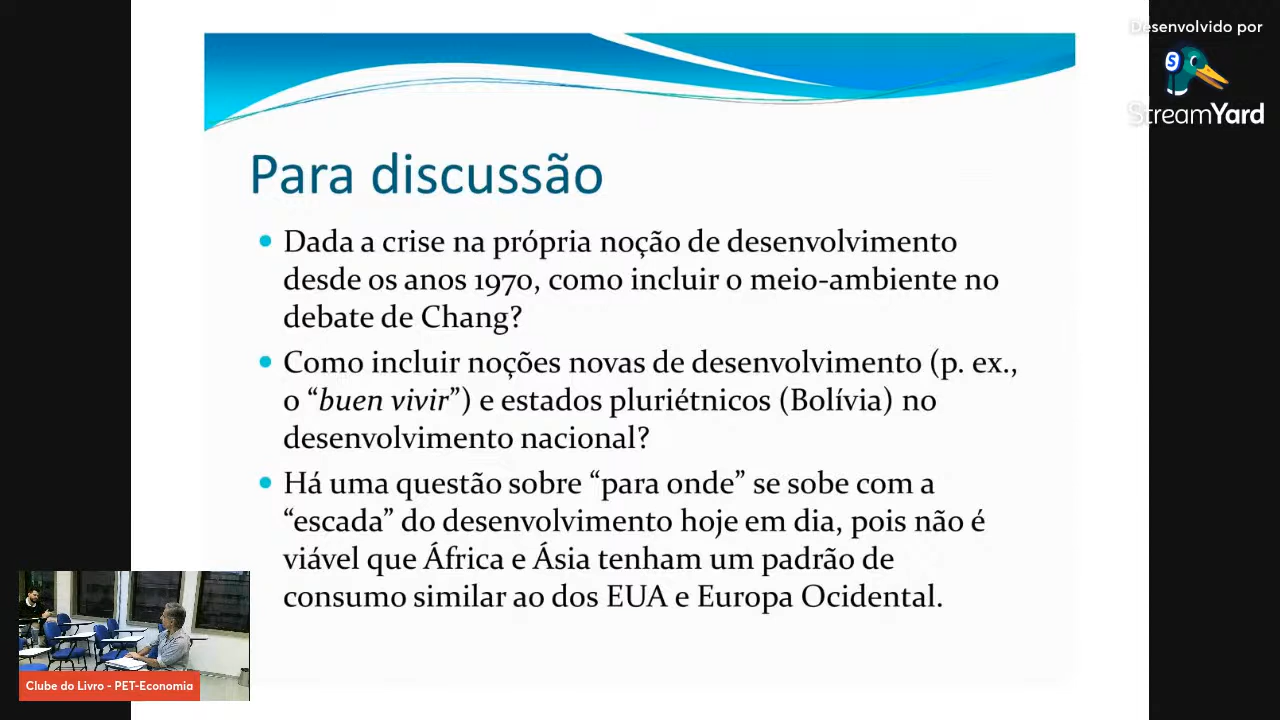 Desenvolvido por
StreamYard
Para discussão
• Dada a crise na própria noção de desenvolvimento
desde os anos 1970, como incluir o meio-ambiente no
debate de Chang?
• Como incluir noções novas de desenvolvimento (p. ex.,
o “buen vivir”) e estados pluriétnicos (Bolívia) no
desenvolvimento nacional?
• Há uma questão sobre “para onde” se sobe com a
“escada” do desenvolvimento hoje em dia, pois não é
viável que África e Ásia tenham um padrão de
consumo similar ao dos EUA e Europa Ocidental.
Clube do Livro - PET-Economia